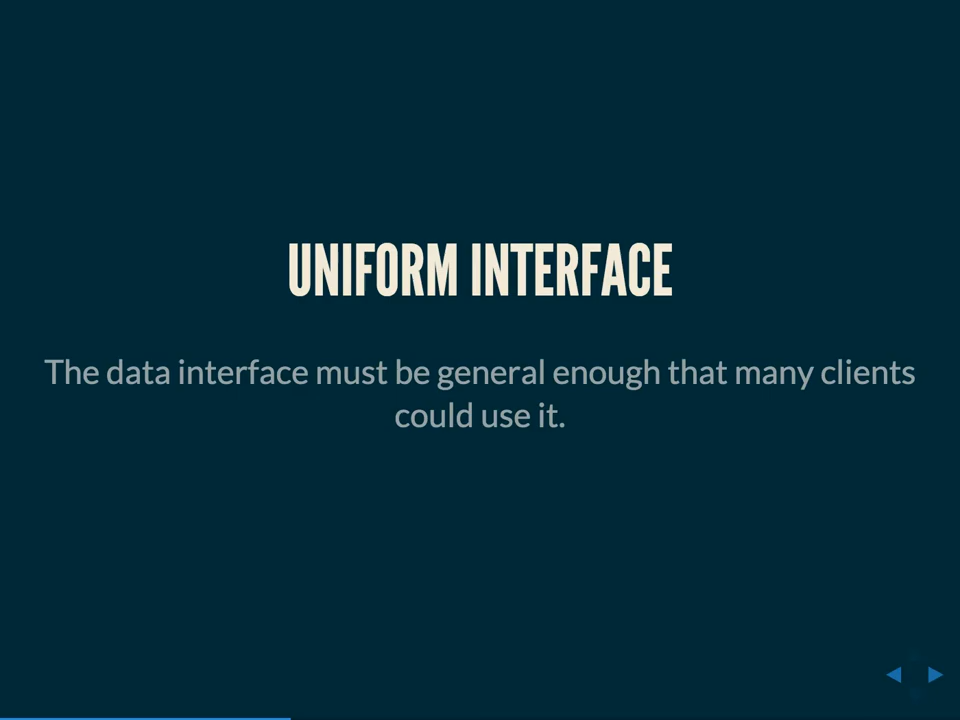 UNIFORM INTERFACE
The data interface must be general enough that many clients
could use it.